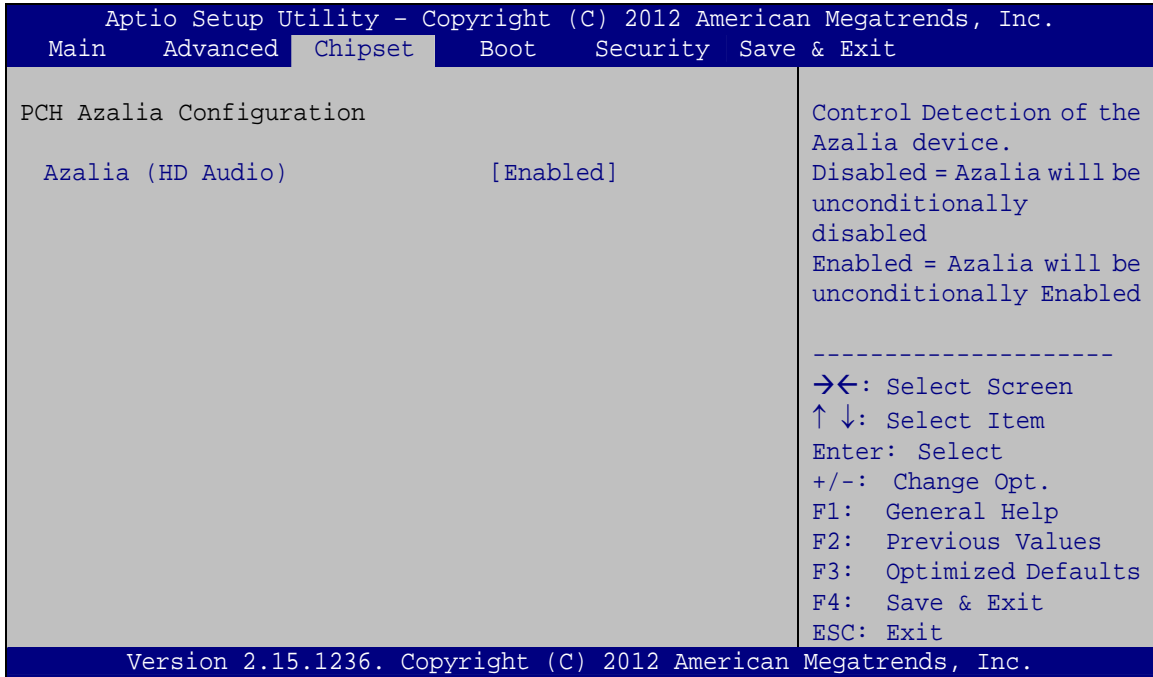 Aptio Setup Utility – Copyright (C) 2012 American Megatrends, Inc.
Main Advanced Chipset Boot Security Save & Exit
PCH Azalia Configuration
Azalia (HD Audio) [Enabled]
Control Detection of the
Azalia device.
Disabled = Azalia will be
unconditionally
disabled
Enabled = Azalia will be
unconditionally Enabled
---------------------
→←: Select Screen
↑ ↓: Select Item
Enter: Select
+/-: Change Opt.
F1: General Help
F2: Previous Values
F3: Optimized Defaults
F4: Save & Exit
ESC: Exit
Version 2.15.1236. Copyright (C) 2012 American Megatrends, Inc.